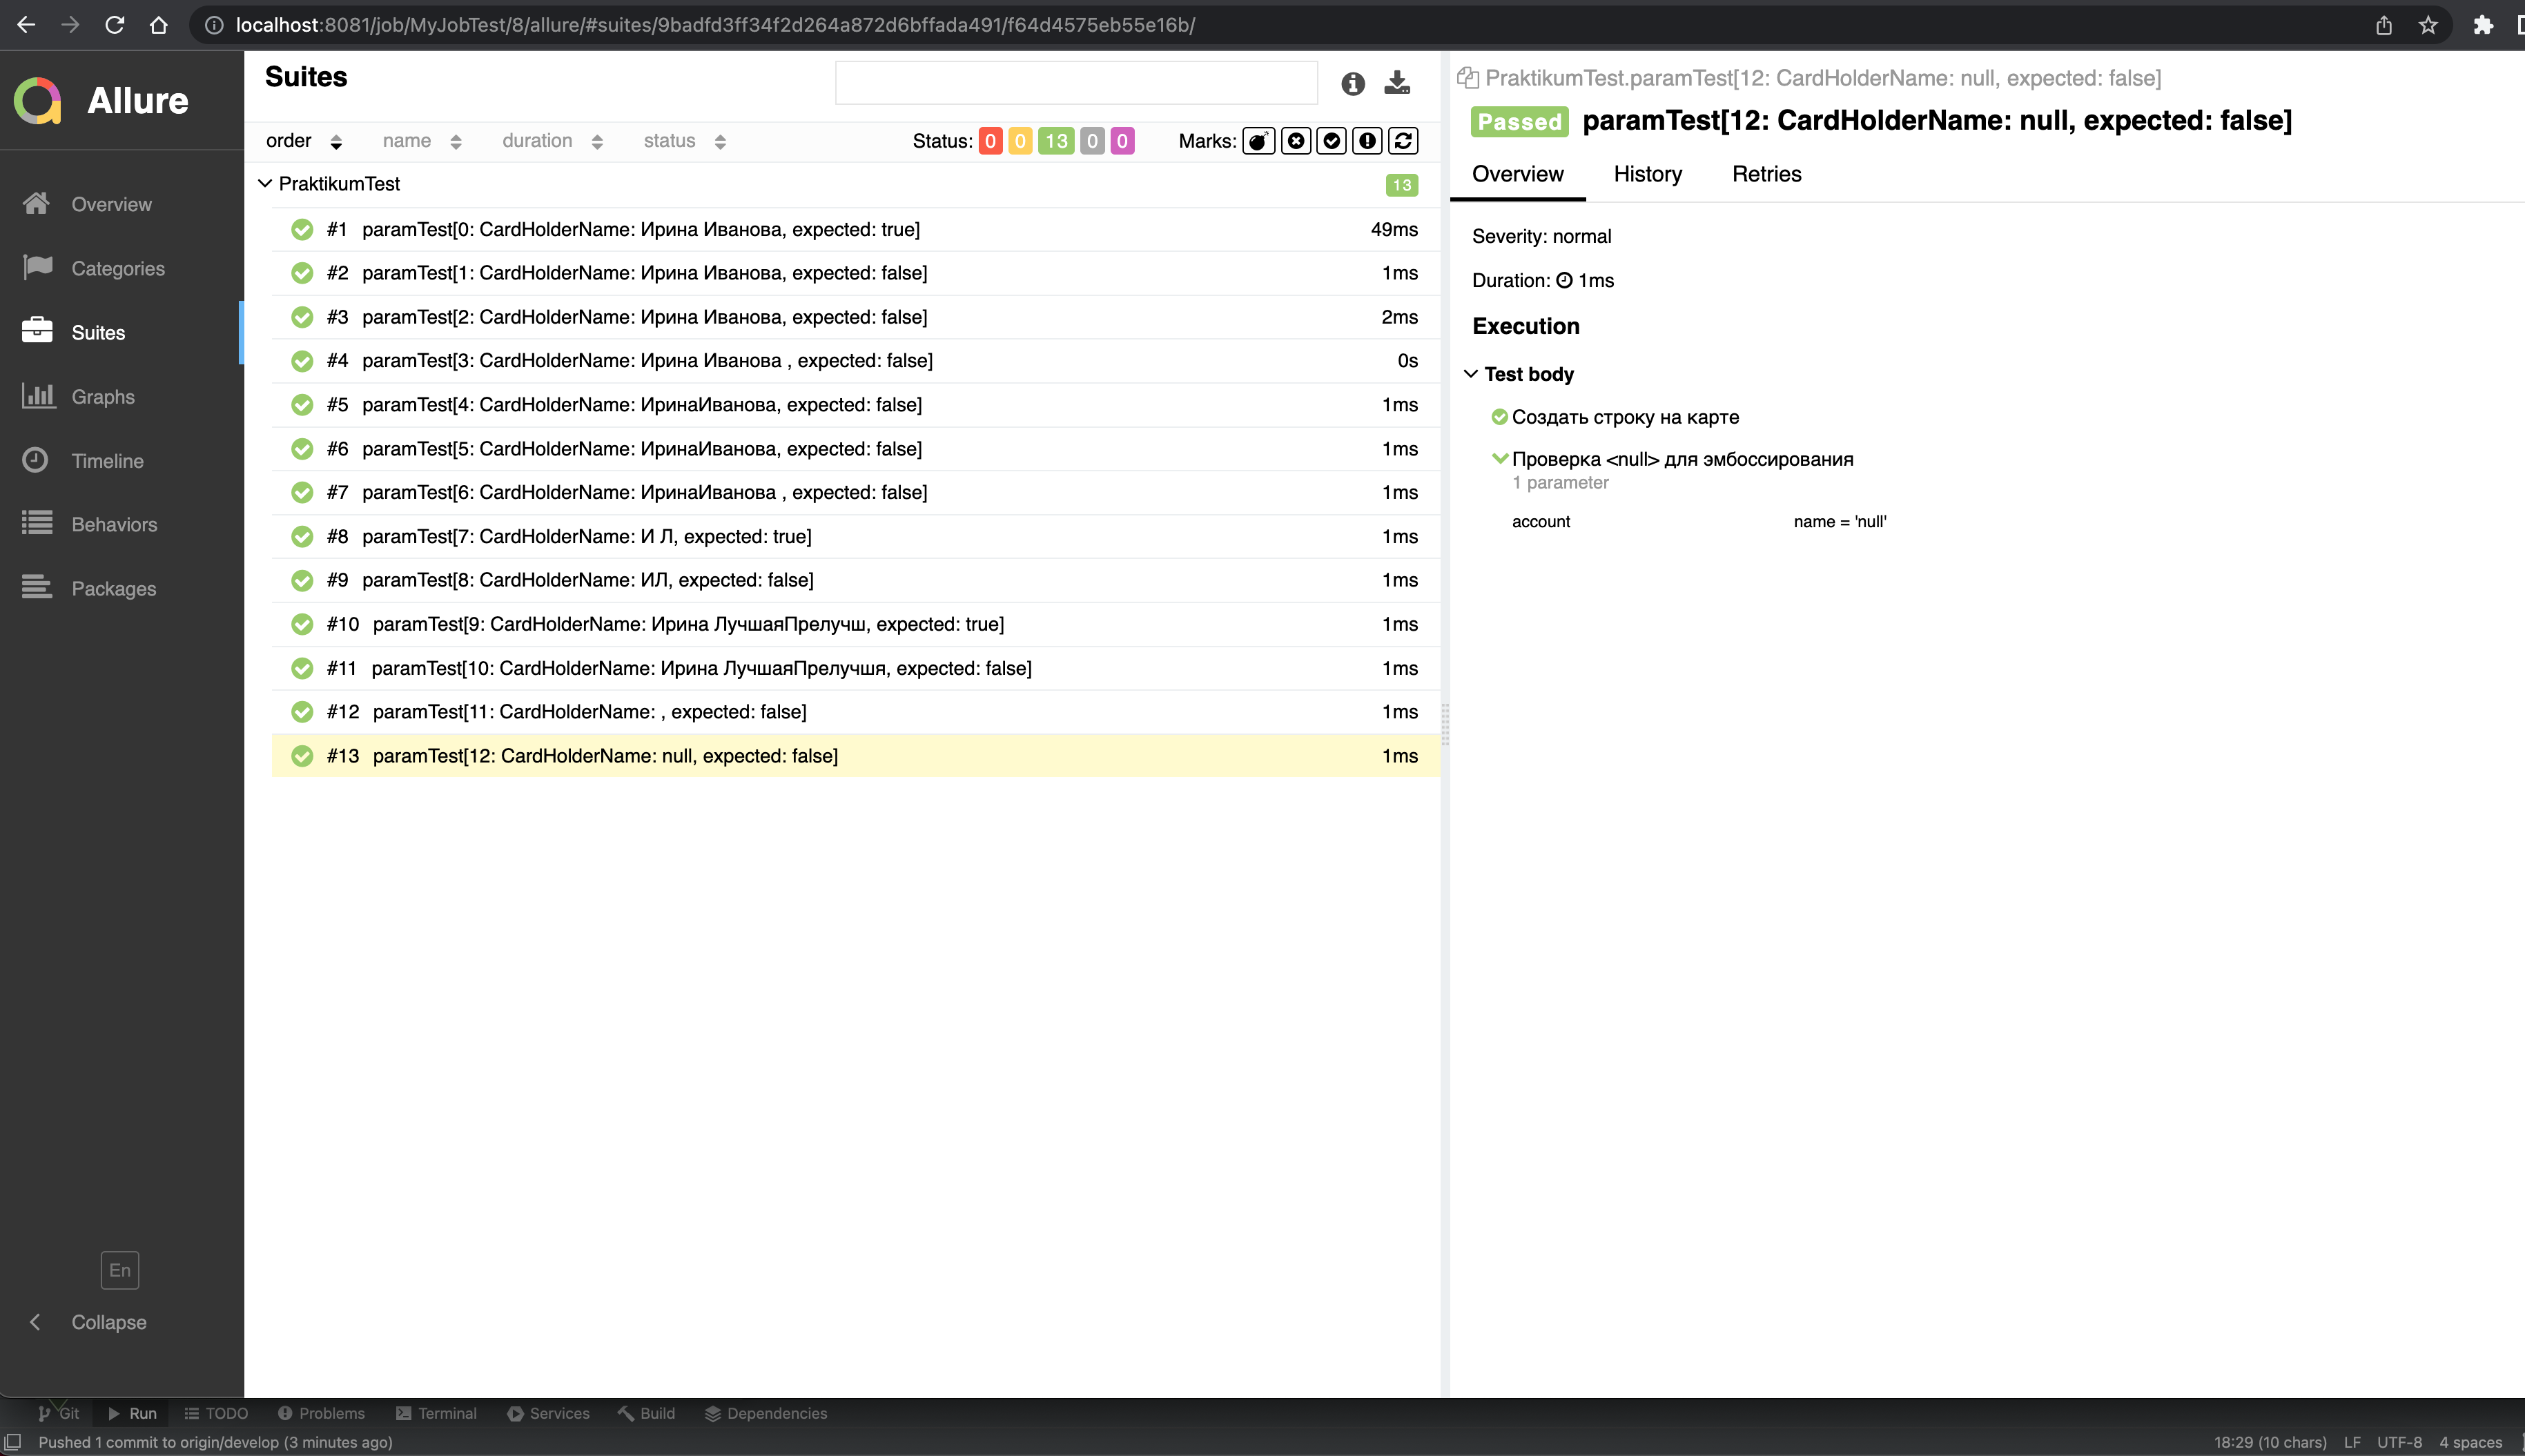 localhost:8081/job/MyJobTest/8/allure/#suites/9badfd3ff34f2d264a872d6bffada491/f64d4575eb55e16b/
Allure
Overview
Categories
Suites
Graphs
Timeline
Behaviors
Packages
En
Collapse
Suites
order name duration status Status: 0 0 13 0 0 Marks:
PraktikumTest 13
#1 paramTest[0: CardHolderName: Ирина Иванова, expected: true] 49ms
#2 paramTest[1: CardHolderName: Ирина Иванова, expected: false] 1ms
#3 paramTest[2: CardHolderName: Ирина Иванова, expected: false] 2ms
#4 paramTest[3: CardHolderName: Ирина Иванова , expected: false] 0s
#5 paramTest[4: CardHolderName: ИринаИванова, expected: false] 1ms
#6 paramTest[5: CardHolderName: ИринаИванова, expected: false] 1ms
#7 paramTest[6: CardHolderName: ИринаИванова , expected: false] 1ms
#8 paramTest[7: CardHolderName: И Л, expected: true] 1ms
#9 paramTest[8: CardHolderName: ИЛ, expected: false] 1ms
#10 paramTest[9: CardHolderName: Ирина ЛучшаяПрелучш, expected: true] 1ms
#11 paramTest[10: CardHolderName: Ирина ЛучшаяПрелучшя, expected: false] 1ms
#12 paramTest[11: CardHolderName: , expected: false] 1ms
#13 paramTest[12: CardHolderName: null, expected: false] 1ms
PraktikumTest.paramTest[12: CardHolderName: null, expected: false]
Passed paramTest[12: CardHolderName: null, expected: false]
Overview History Retries
Severity: normal
Duration: 1ms
Execution
Test body
Создать строку на карте
Проверка <null> для эмбоссирования
1 parameter
account name = 'null'
Git Run TODO Problems Terminal Services Build Dependencies
Pushed 1 commit to origin/develop (3 minutes ago) 18:29 (10 chars) LF UTF-8 4 spaces